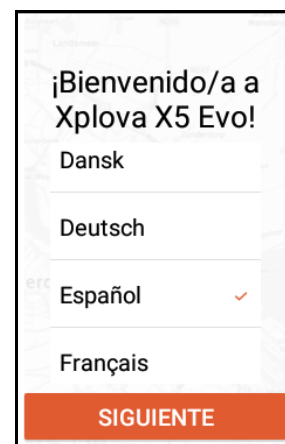 ¡Bienvenido/a a
Xplova X5 Evo!
Dansk
Deutsch
Español
Français
SIGUIENTE